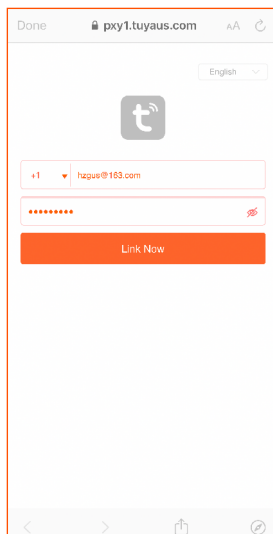 Done pxy1.tuyaus.com AA
English
t
+1 hzgus@163.com
•••••••••
Link Now